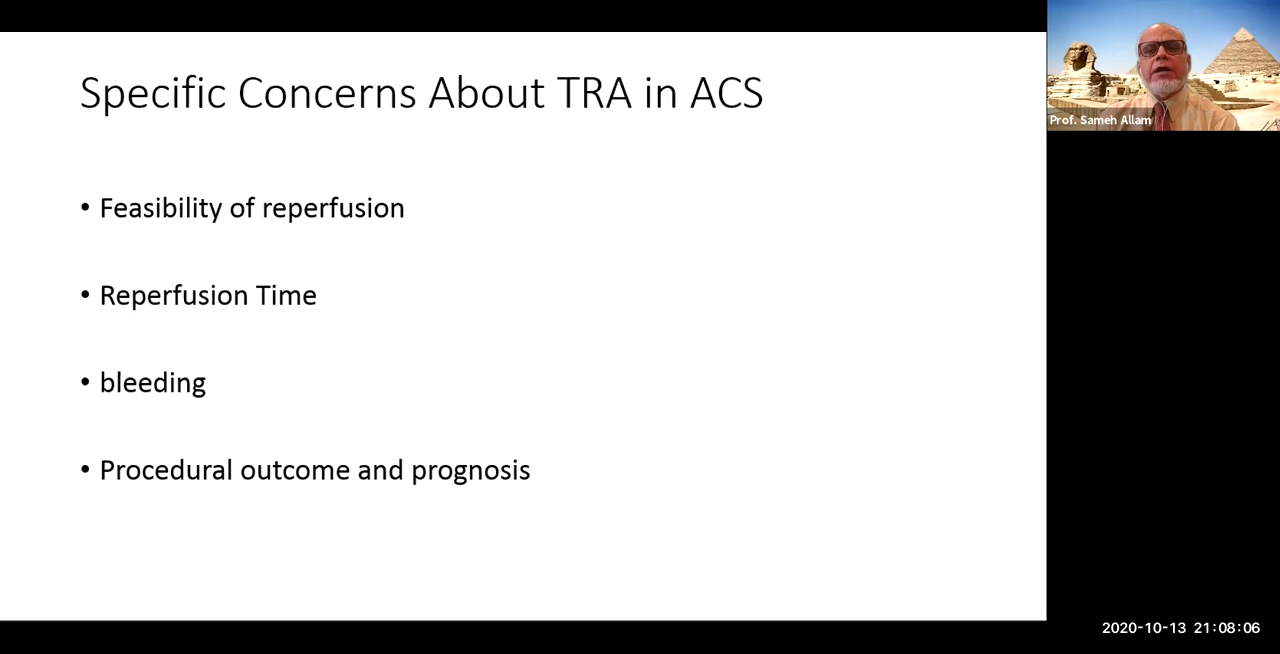 Specific Concerns About TRA in ACS
• Feasibility of reperfusion
• Reperfusion Time
• bleeding
• Procedural outcome and prognosis
Prof. Sameh Allam
2020-10-13 21:08:06